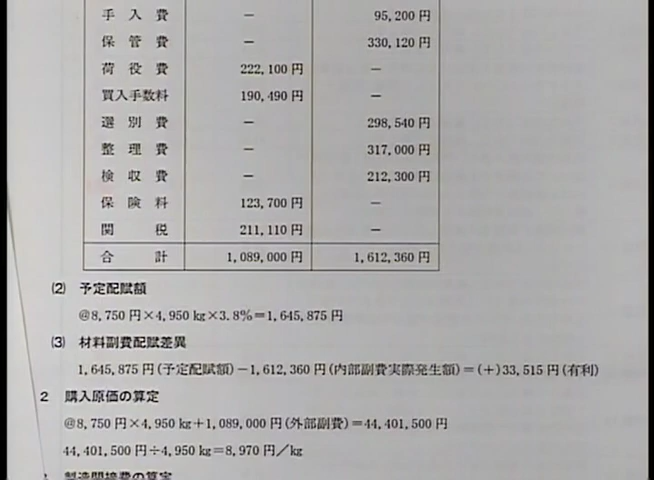 手入費 － 95,200円
保管費 － 330,120円
荷役費 222,100円 －
買入手数料 190,490円 －
選別費 － 298,540円
整理費 － 317,000円
検収費 － 212,300円
保険料 123,700円 －
関税 211,110円 －
合計 1,089,000円 1,612,360円
(2) 予定配賦額
@8,750円×4,950kg×3.8%＝1,645,875円
(3) 材料副費配賦差異
1,645,875円(予定配賦額)－1,612,360円(内部副費実際発生額)＝(+)33,515円(有利)
2 購入原価の算定
@8,750円×4,950kg＋1,089,000円(外部副費)＝44,401,500円
44,401,500円÷4,950kg＝8,970円／kg
製造間接費の算定